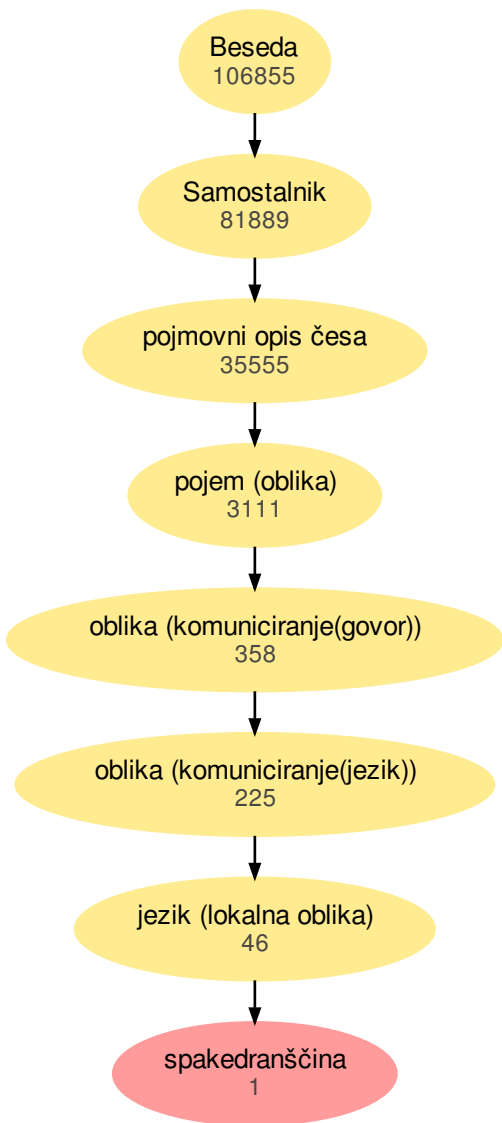 Beseda
106855
Samostalnik
81889
pojmovni opis česa
35555
pojem (oblika)
3111
oblika (komuniciranje(govor))
358
oblika (komuniciranje(jezik))
225
jezik (lokalna oblika)
46
spakedranščina
1